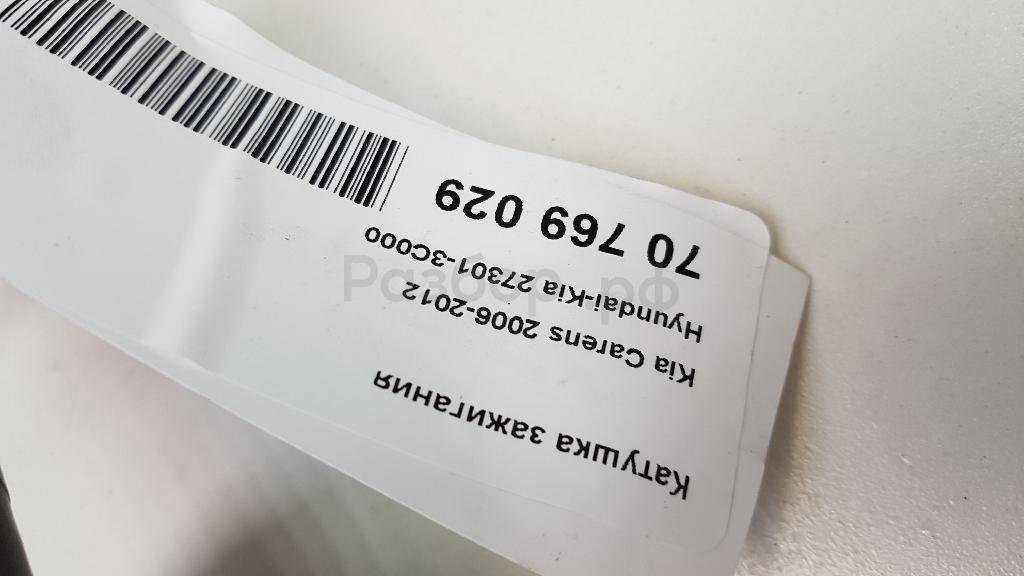 Катушка зажигания
Kia Carens 2006-2012
Hyundai-Kia 27301-3C000
70 769 029
Разбор.рф